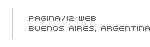 PAGINA/12 WEB
BUENOS AIRES, ARGENTINA